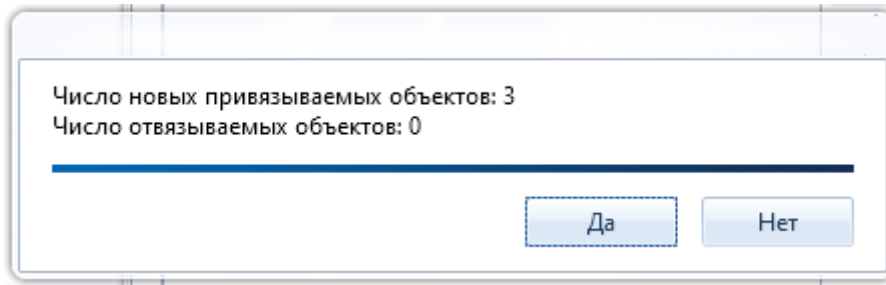 Число новых привязываемых объектов: 3
Число отвязываемых объектов: 0
Да
Нет